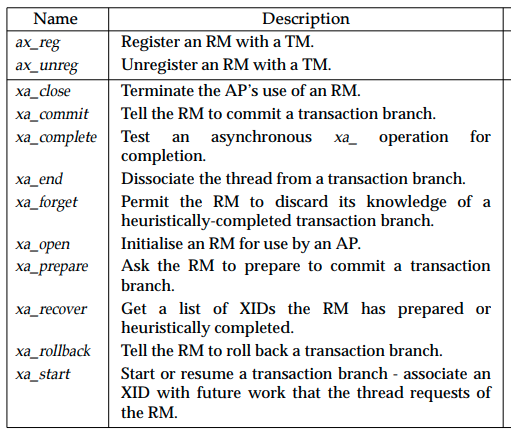 Name Description
ax_reg Register an RM with a TM.
ax_unreg Unregister an RM with a TM.
xa_close Terminate the AP's use of an RM.
xa_commit Tell the RM to commit a transaction branch.
xa_complete Test an asynchronous xa_ operation for
completion.
xa_end Dissociate the thread from a transaction branch.
xa_forget Permit the RM to discard its knowledge of a
heuristically-completed transaction branch.
xa_open Initialise an RM for use by an AP.
xa_prepare Ask the RM to prepare to commit a transaction
branch.
xa_recover Get a list of XIDs the RM has prepared or
heuristically completed.
xa_rollback Tell the RM to roll back a transaction branch.
xa_start Start or resume a transaction branch - associate an
XID with future work that the thread requests of
the RM.